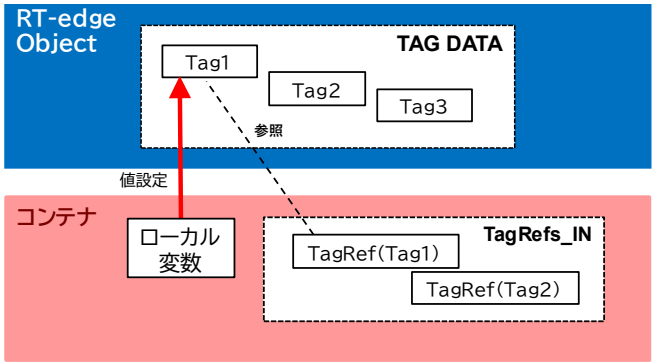 RT-edge
Object
TAG DATA
Tag1
Tag2
Tag3
参照
値設定
コンテナ
ローカル
変数
TagRefs_IN
TagRef(Tag1)
TagRef(Tag2)